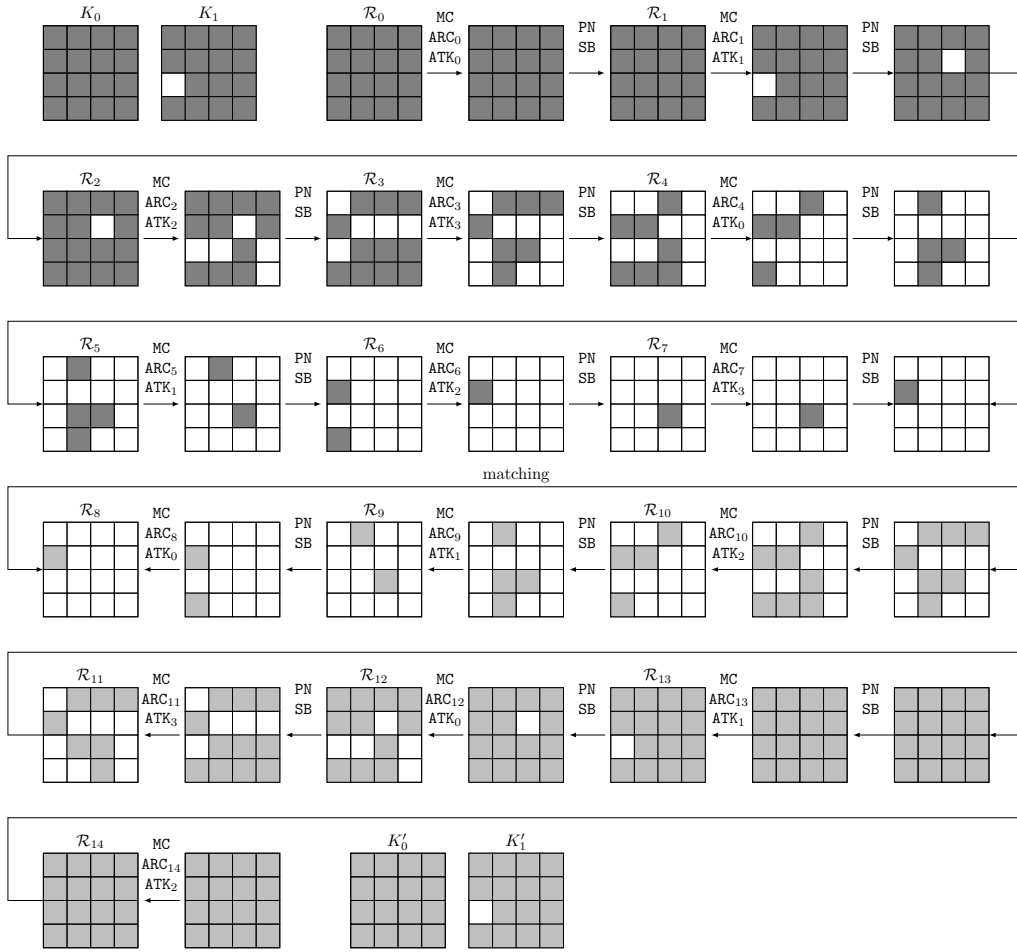 K₀ K₁ 𝓡₀ MC 𝓡₁ MC
ARC₀ PN ARC₁ PN
ATK₀ SB ATK₁ SB
𝓡₂ MC 𝓡₃ MC 𝓡₄ MC
ARC₂ PN ARC₃ PN ARC₄ PN
ATK₂ SB ATK₃ SB ATK₀ SB
𝓡₅ MC 𝓡₆ MC 𝓡₇ MC
ARC₅ PN ARC₆ PN ARC₇ PN
ATK₁ SB ATK₂ SB ATK₃ SB
matching
𝓡₈ MC 𝓡₉ MC 𝓡₁₀ MC
ARC₈ PN ARC₉ PN ARC₁₀ PN
ATK₀ SB ATK₁ SB ATK₂ SB
𝓡₁₁ MC 𝓡₁₂ MC 𝓡₁₃ MC
ARC₁₁ PN ARC₁₂ PN ARC₁₃ PN
ATK₃ SB ATK₀ SB ATK₁ SB
𝓡₁₄ MC K′₀ K′₁
ARC₁₄
ATK₂